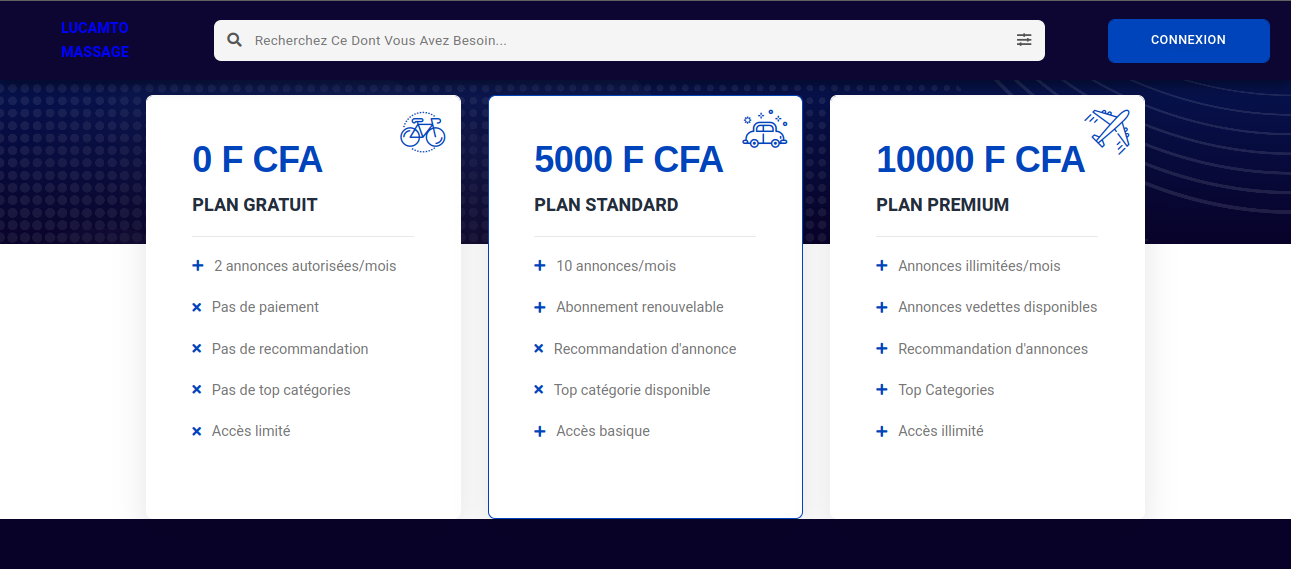 LUCAMTO
MASSAGE
Recherchez Ce Dont Vous Avez Besoin...
CONNEXION
0 F CFA
PLAN GRATUIT
2 annonces autorisées/mois
Pas de paiement
Pas de recommandation
Pas de top catégories
Accès limité
5000 F CFA
PLAN STANDARD
10 annonces/mois
Abonnement renouvelable
Recommandation d'annonce
Top catégorie disponible
Accès basique
10000 F CFA
PLAN PREMIUM
Annonces illimitées/mois
Annonces vedettes disponibles
Recommandation d'annonces
Top Categories
Accès illimité